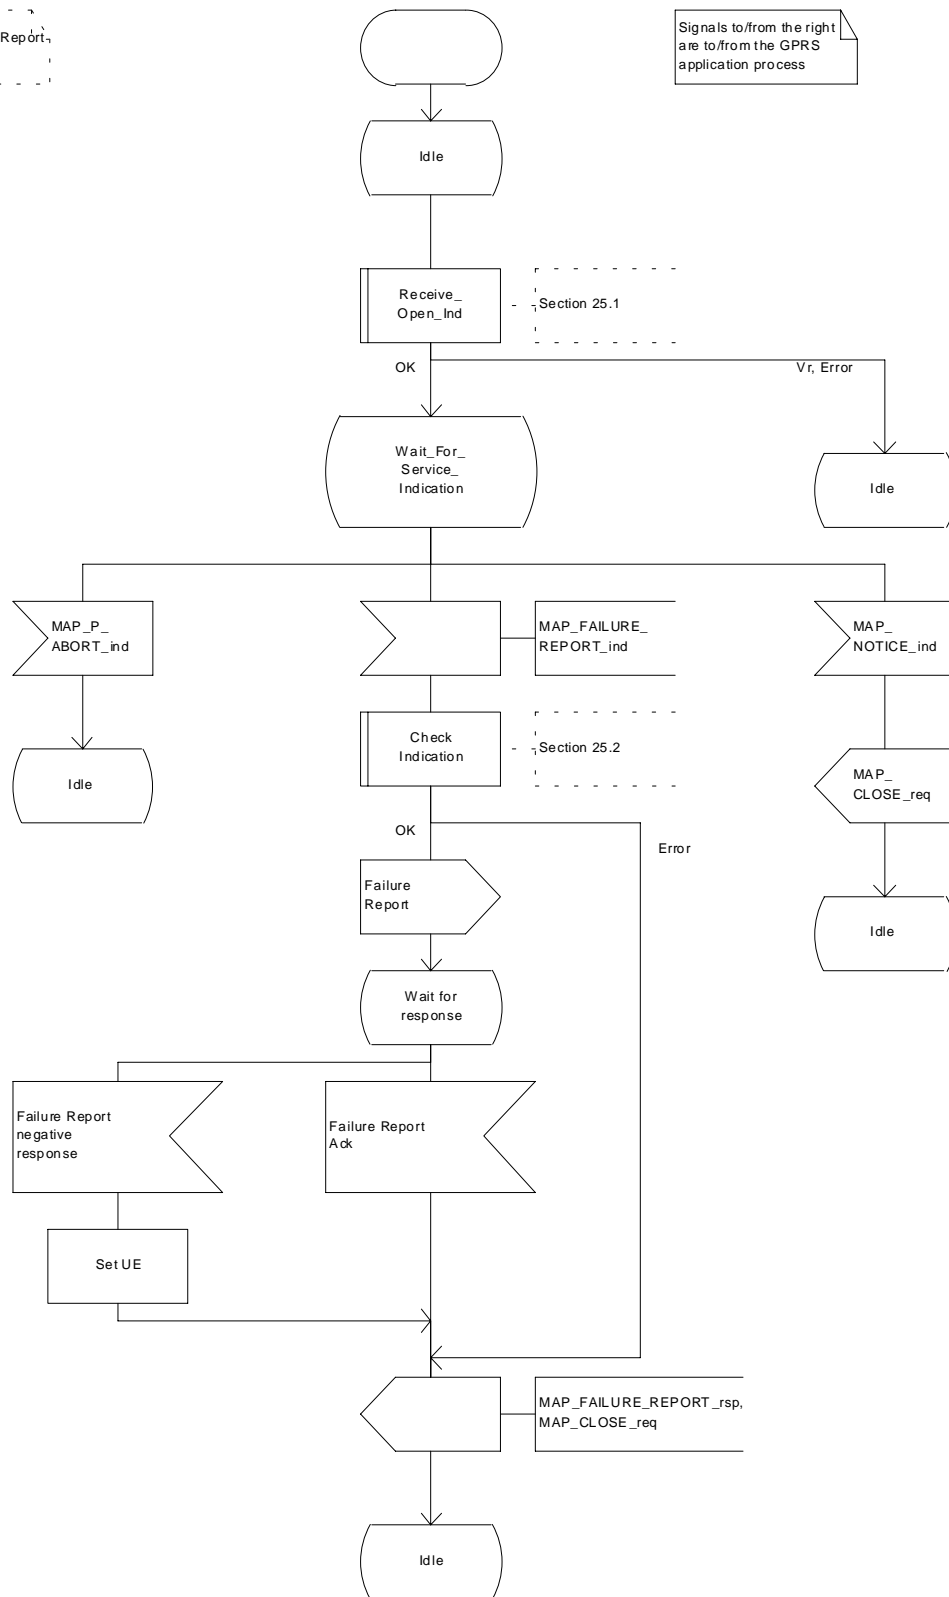 Report
Signals to/from the right
are to/from the GPRS
application process
Idle
Receive_
Open_Ind
Section 25.1
OK
Vr, Error
Wait_For_
Service_
Indication
Idle
MAP_P_
ABORT_ind
MAP_FAILURE_
REPORT_ind
MAP_
NOTICE_ind
Check
Indication
Section 25.2
Idle
MAP_
CLOSE_req
OK
Error
Failure
Report
Idle
Wait for
response
Failure Report
negative
response
Failure Report
Ack
Set UE
MAP_FAILURE_REPORT_rsp,
MAP_CLOSE_req
Idle